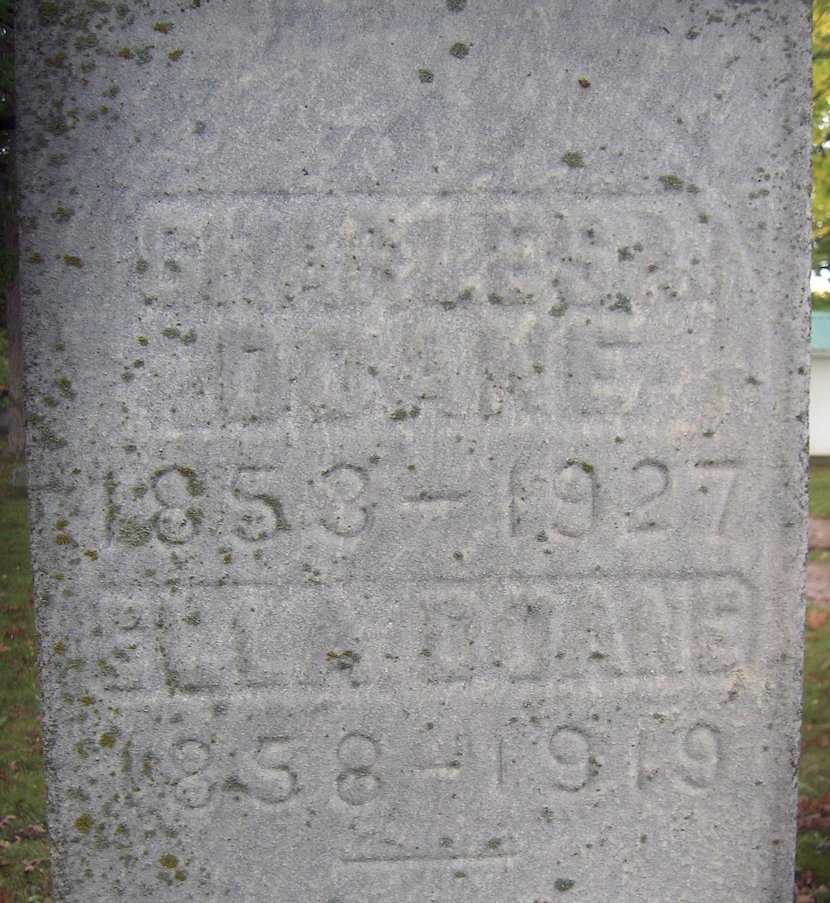 CHARLES
DOANE
1853 – 1927
ELLA DOANE
1858 – 1919